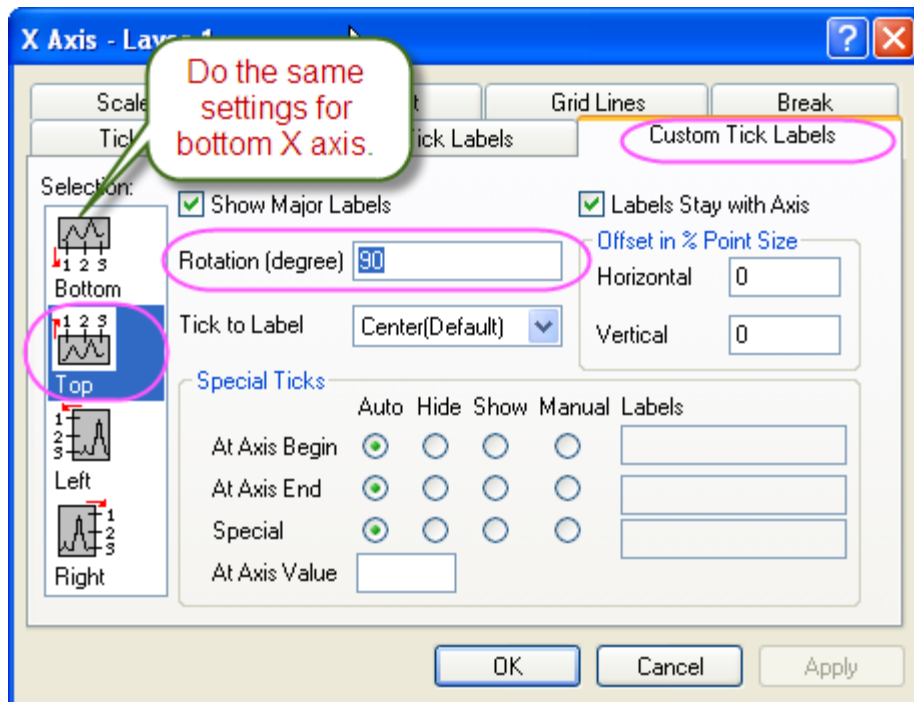 X Axis - Lay
Do the same
settings for
bottom X axis.
Scale
Grid Lines
Break
Tick Labels
Custom Tick Labels
Selection:
1 2 3
Bottom
1 2 3
Top
1
2
3
Left
1
2
3
Right
Show Major Labels
Labels Stay with Axis
Rotation (degree) 90
Offset in % Point Size
Horizontal 0
Tick to Label Center(Default)
Vertical 0
Special Ticks
Auto Hide Show Manual Labels
At Axis Begin
At Axis End
Special
At Axis Value
OK
Cancel
Apply